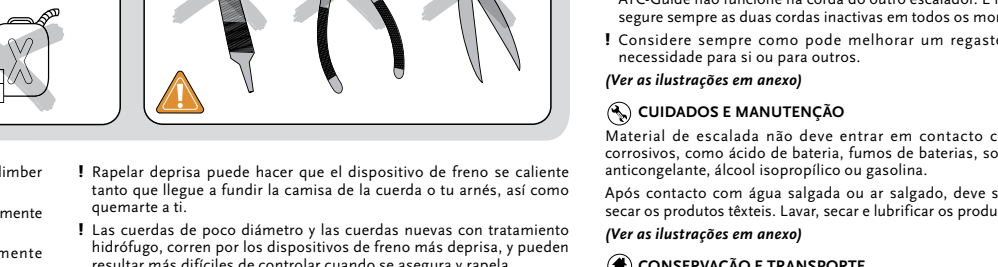 limber
mente
mente
! Rapelar deprisa puede hacer que el dispositivo de freno se caliente
tanto que llegue a fundir la camisa de la cuerda o tu arnés, así como
quemarte a ti.
! Las cuerdas de poco diámetro y las cuerdas nuevas con tratamiento
hidrófugo, corren por los dispositivos de freno más deprisa, y pueden
resultar más difíciles de controlar cuando se asegura y rapela.
ATC-Guide não funcione na corda do outro escalador. E
segure sempre as duas cordas inactivas em todos os mo
! Considere sempre como pode melhorar um regaste
necessidade para si ou para outros.
(Ver as ilustrações em anexo)
CUIDADOS E MANUTENÇÃO
Material de escalada não deve entrar em contacto c
corrosivos, como ácido de bateria, fumos de baterias, so
anticongelante, álcool isopropílico ou gasolina.
Após contacto com água salgada ou ar salgado, deve s
secar os produtos têxteis. Lavar, secar e lubrificar os produ
(Ver as ilustrações em anexo)
CONSERVAÇÃO E TRANSPORTE